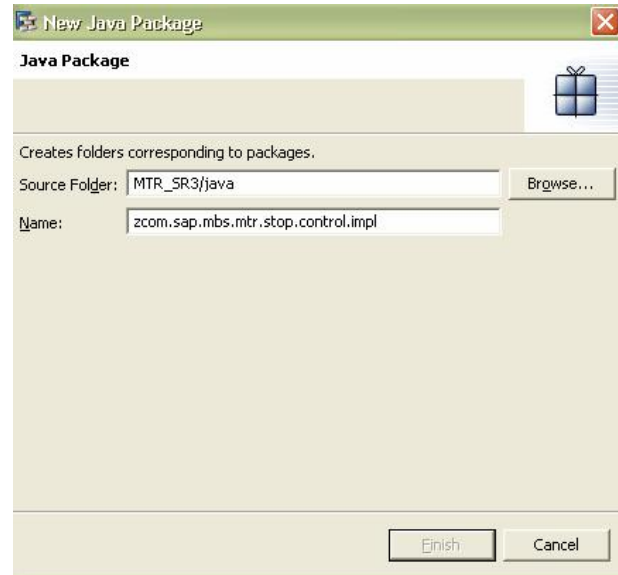 New Java Package
Java Package
Creates folders corresponding to packages.
Source Folder: MTR_SR3/java Browse...
Name: zcom.sap.mbs.mtr.stop.control.impl
Finish Cancel